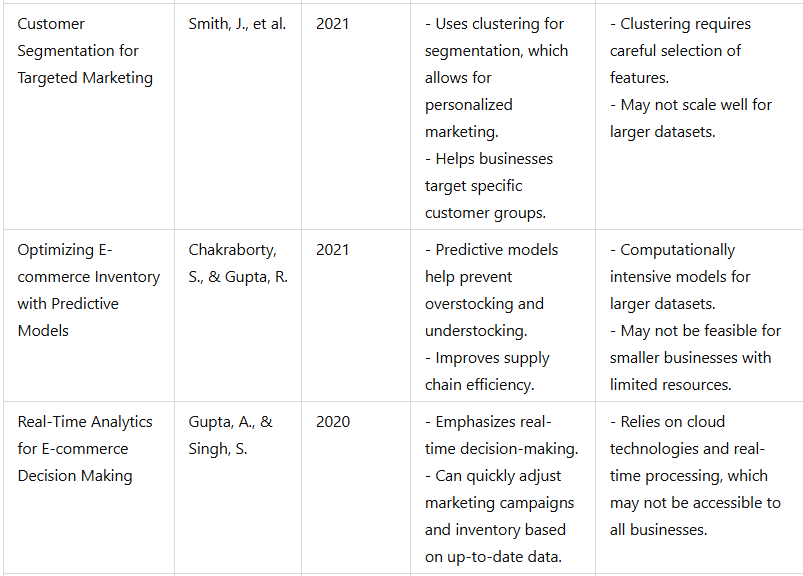 Customer
Segmentation for
Targeted Marketing
Smith, J., et al.
2021
- Uses clustering for
segmentation, which
allows for
personalized
marketing.
- Helps businesses
target specific
customer groups.
- Clustering requires
careful selection of
features.
- May not scale well for
larger datasets.
Optimizing E-
commerce Inventory
with Predictive
Models
Chakraborty,
S., & Gupta, R.
2021
- Predictive models
help prevent
overstocking and
understocking.
- Improves supply
chain efficiency.
- Computationally
intensive models for
larger datasets.
- May not be feasible for
smaller businesses with
limited resources.
Real-Time Analytics
for E-commerce
Decision Making
Gupta, A., &
Singh, S.
2020
- Emphasizes real-
time decision-making.
- Can quickly adjust
marketing campaigns
and inventory based
on up-to-date data.
- Relies on cloud
technologies and real-
time processing, which
may not be accessible to
all businesses.